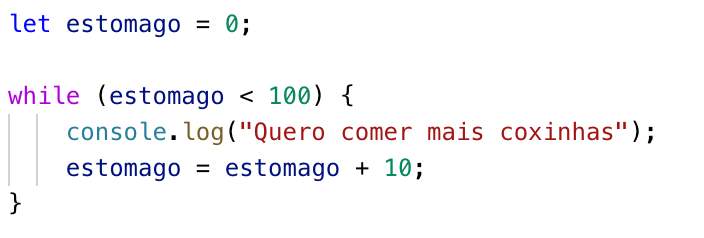 let estomago = 0;
while (estomago < 100) {
console.log("Quero comer mais coxinhas");
estomago = estomago + 10;
}